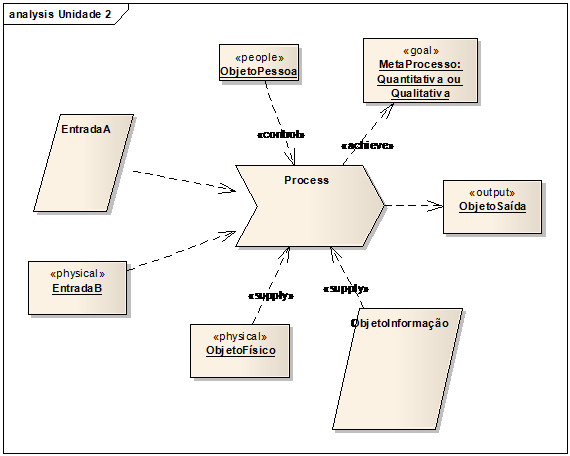 analysis Unidade 2
«people»
ObjetoPessoa
«goal»
MetaProcesso:
Quantitativa ou
Qualitativa
EntradaA
«control»
«achieve»
Process
«output»
ObjetoSaída
«physical»
EntradaB
«supply»
«supply»
«physical»
ObjetoFísico
ObjetoInformação